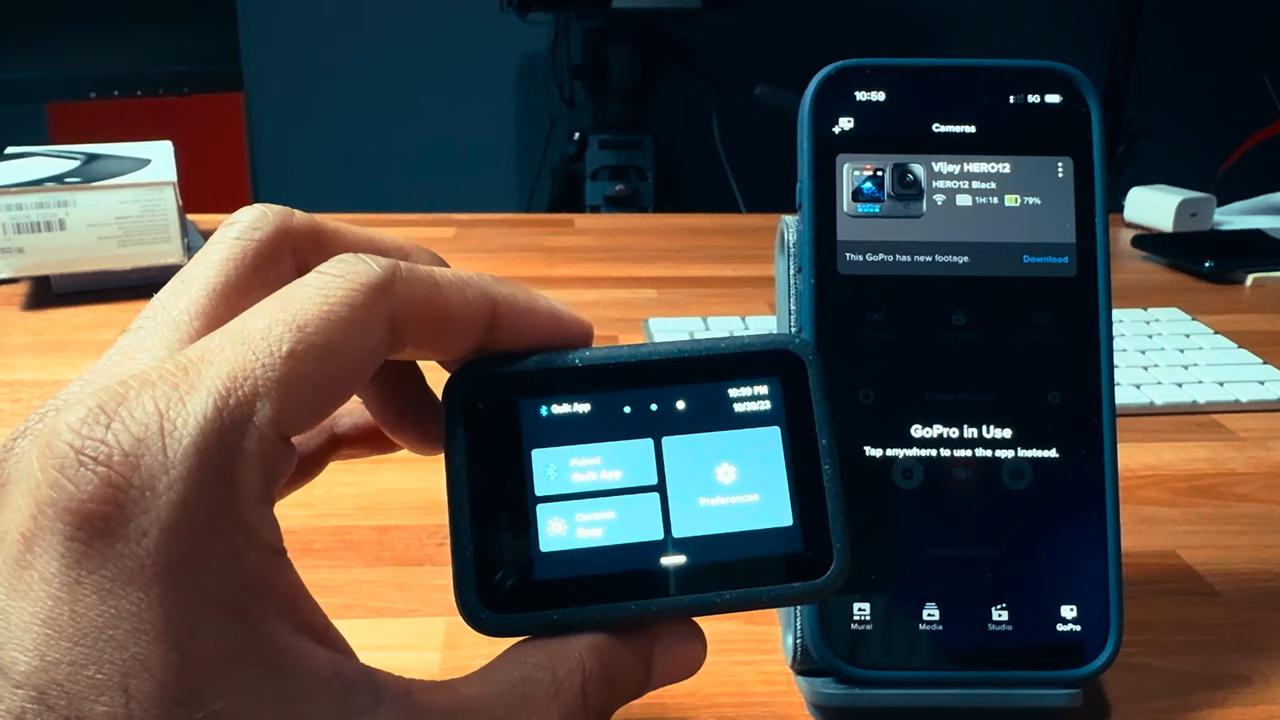 10:59
5G
Cameras
Vijay HERO12
HERO12 Black
1H:18
79%
This GoPro has new footage.
Download
GoPro in Use
Tap anywhere to use the app instead.
Mural
Media
Studio
GoPro
Quik App
10:59 PM
10/30/23
Paired
Quik App
Preferences
Controls
Easy